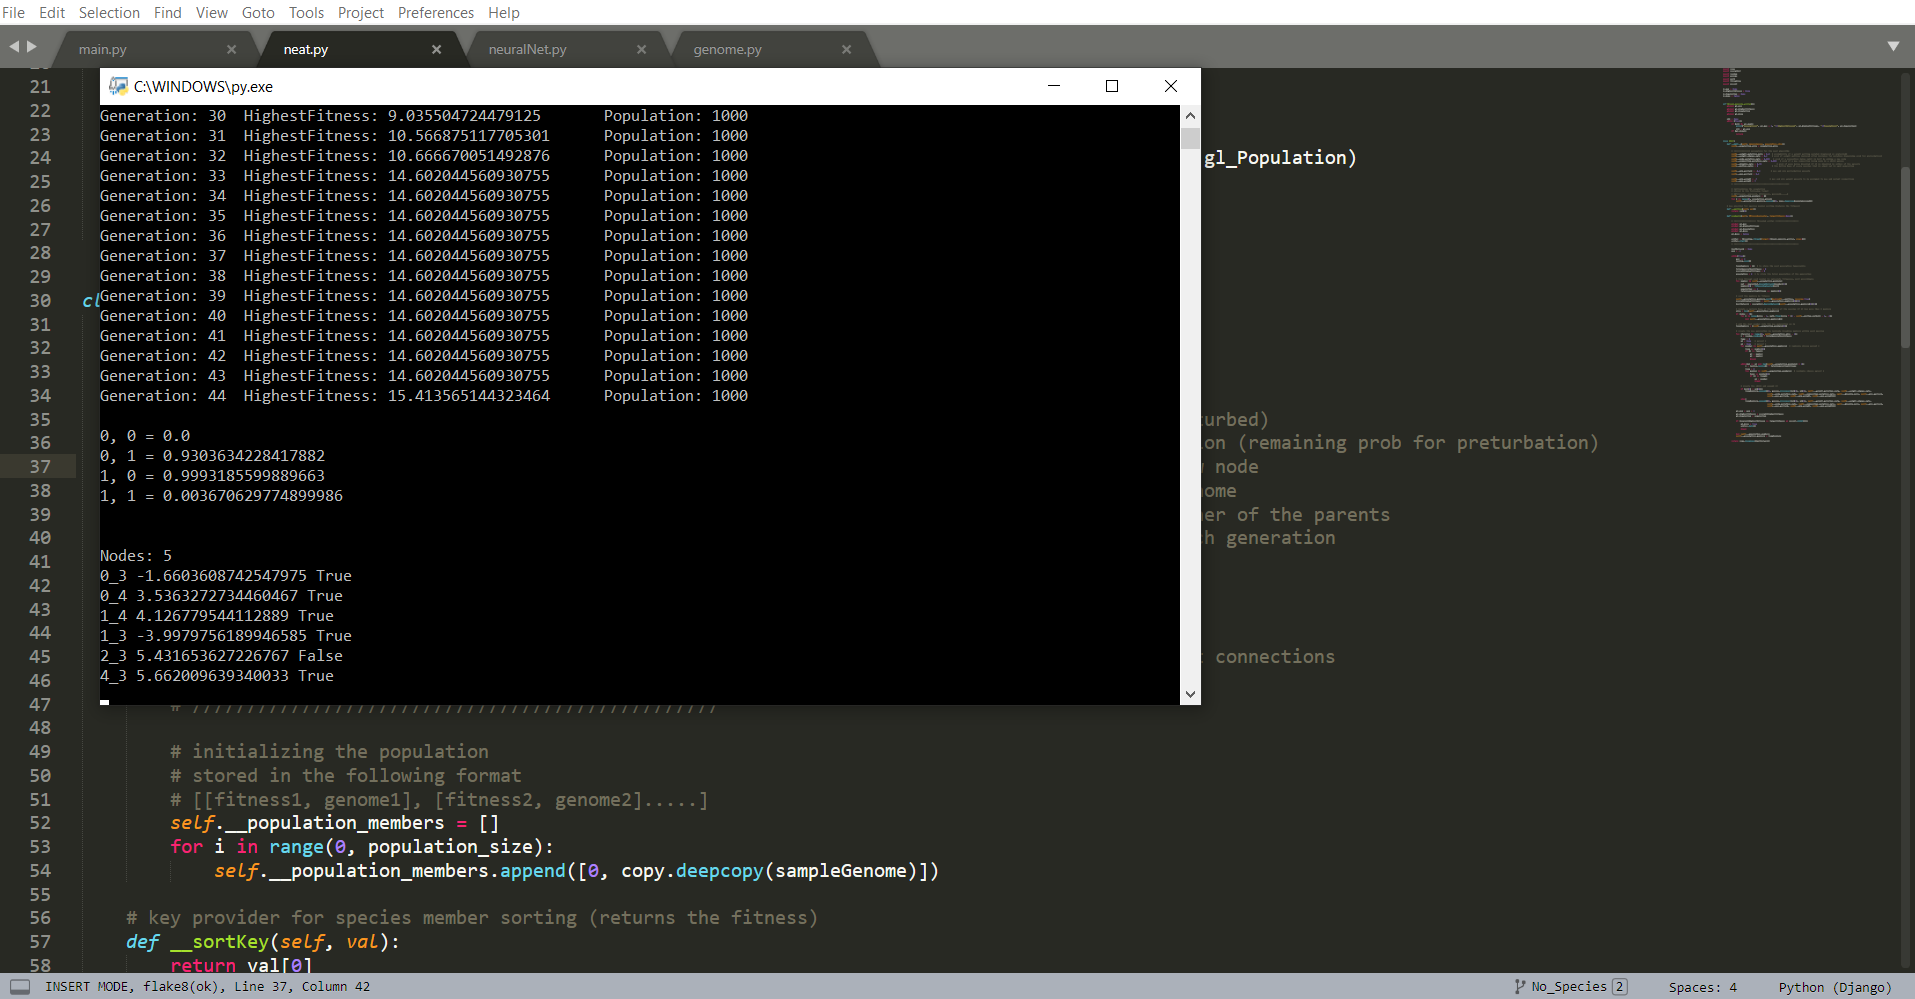 File Edit Selection Find View Goto Tools Project Preferences Help
main.py neat.py neuralNet.py genome.py
C:\WINDOWS\py.exe
21
22
23
24 gl_Population)
25
26
27
28
29
30 cl
31
32
33
34
35
36
37
38
39
40
41
42
43
44
45
46
47
48
Generation: 30 HighestFitness: 9.035504724479125 Population: 1000
Generation: 31 HighestFitness: 10.566875117705301 Population: 1000
Generation: 32 HighestFitness: 10.666670051492876 Population: 1000
Generation: 33 HighestFitness: 14.602044560930755 Population: 1000
Generation: 34 HighestFitness: 14.602044560930755 Population: 1000
Generation: 35 HighestFitness: 14.602044560930755 Population: 1000
Generation: 36 HighestFitness: 14.602044560930755 Population: 1000
Generation: 37 HighestFitness: 14.602044560930755 Population: 1000
Generation: 38 HighestFitness: 14.602044560930755 Population: 1000
Generation: 39 HighestFitness: 14.602044560930755 Population: 1000
Generation: 40 HighestFitness: 14.602044560930755 Population: 1000
Generation: 41 HighestFitness: 14.602044560930755 Population: 1000
Generation: 42 HighestFitness: 14.602044560930755 Population: 1000
Generation: 43 HighestFitness: 14.602044560930755 Population: 1000
Generation: 44 HighestFitness: 15.413565144323464 Population: 1000
0, 0 = 0.0
0, 1 = 0.9303634228417882
1, 0 = 0.9993185599889663
1, 1 = 0.003670629774899986
Nodes: 5
0_3 -1.6603608742547975 True
0_4 3.5363272734460467 True
1_4 4.126779544112889 True
1_3 -3.9979756189946585 True
2_3 5.431653627226767 False
4_3 5.662009639340033 True
turbed)
on (remaining prob for preturbation)
node
ome
er of the parents
h generation
connections
# ////////////////////////////////////////////////
49 # initializing the population
50 # stored in the following format
51 # [[fitness1, genome1], [fitness2, genome2].....]
52 self.__population_members = []
53 for i in range(0, population_size):
54 self.__population_members.append([0, copy.deepcopy(sampleGenome)])
55
56 # key provider for species member sorting (returns the fitness)
57 def __sortKey(self, val):
58 return val[0]
INSERT MODE, flake8(ok), Line 37, Column 42 No_Species 2 Spaces: 4 Python (Django)